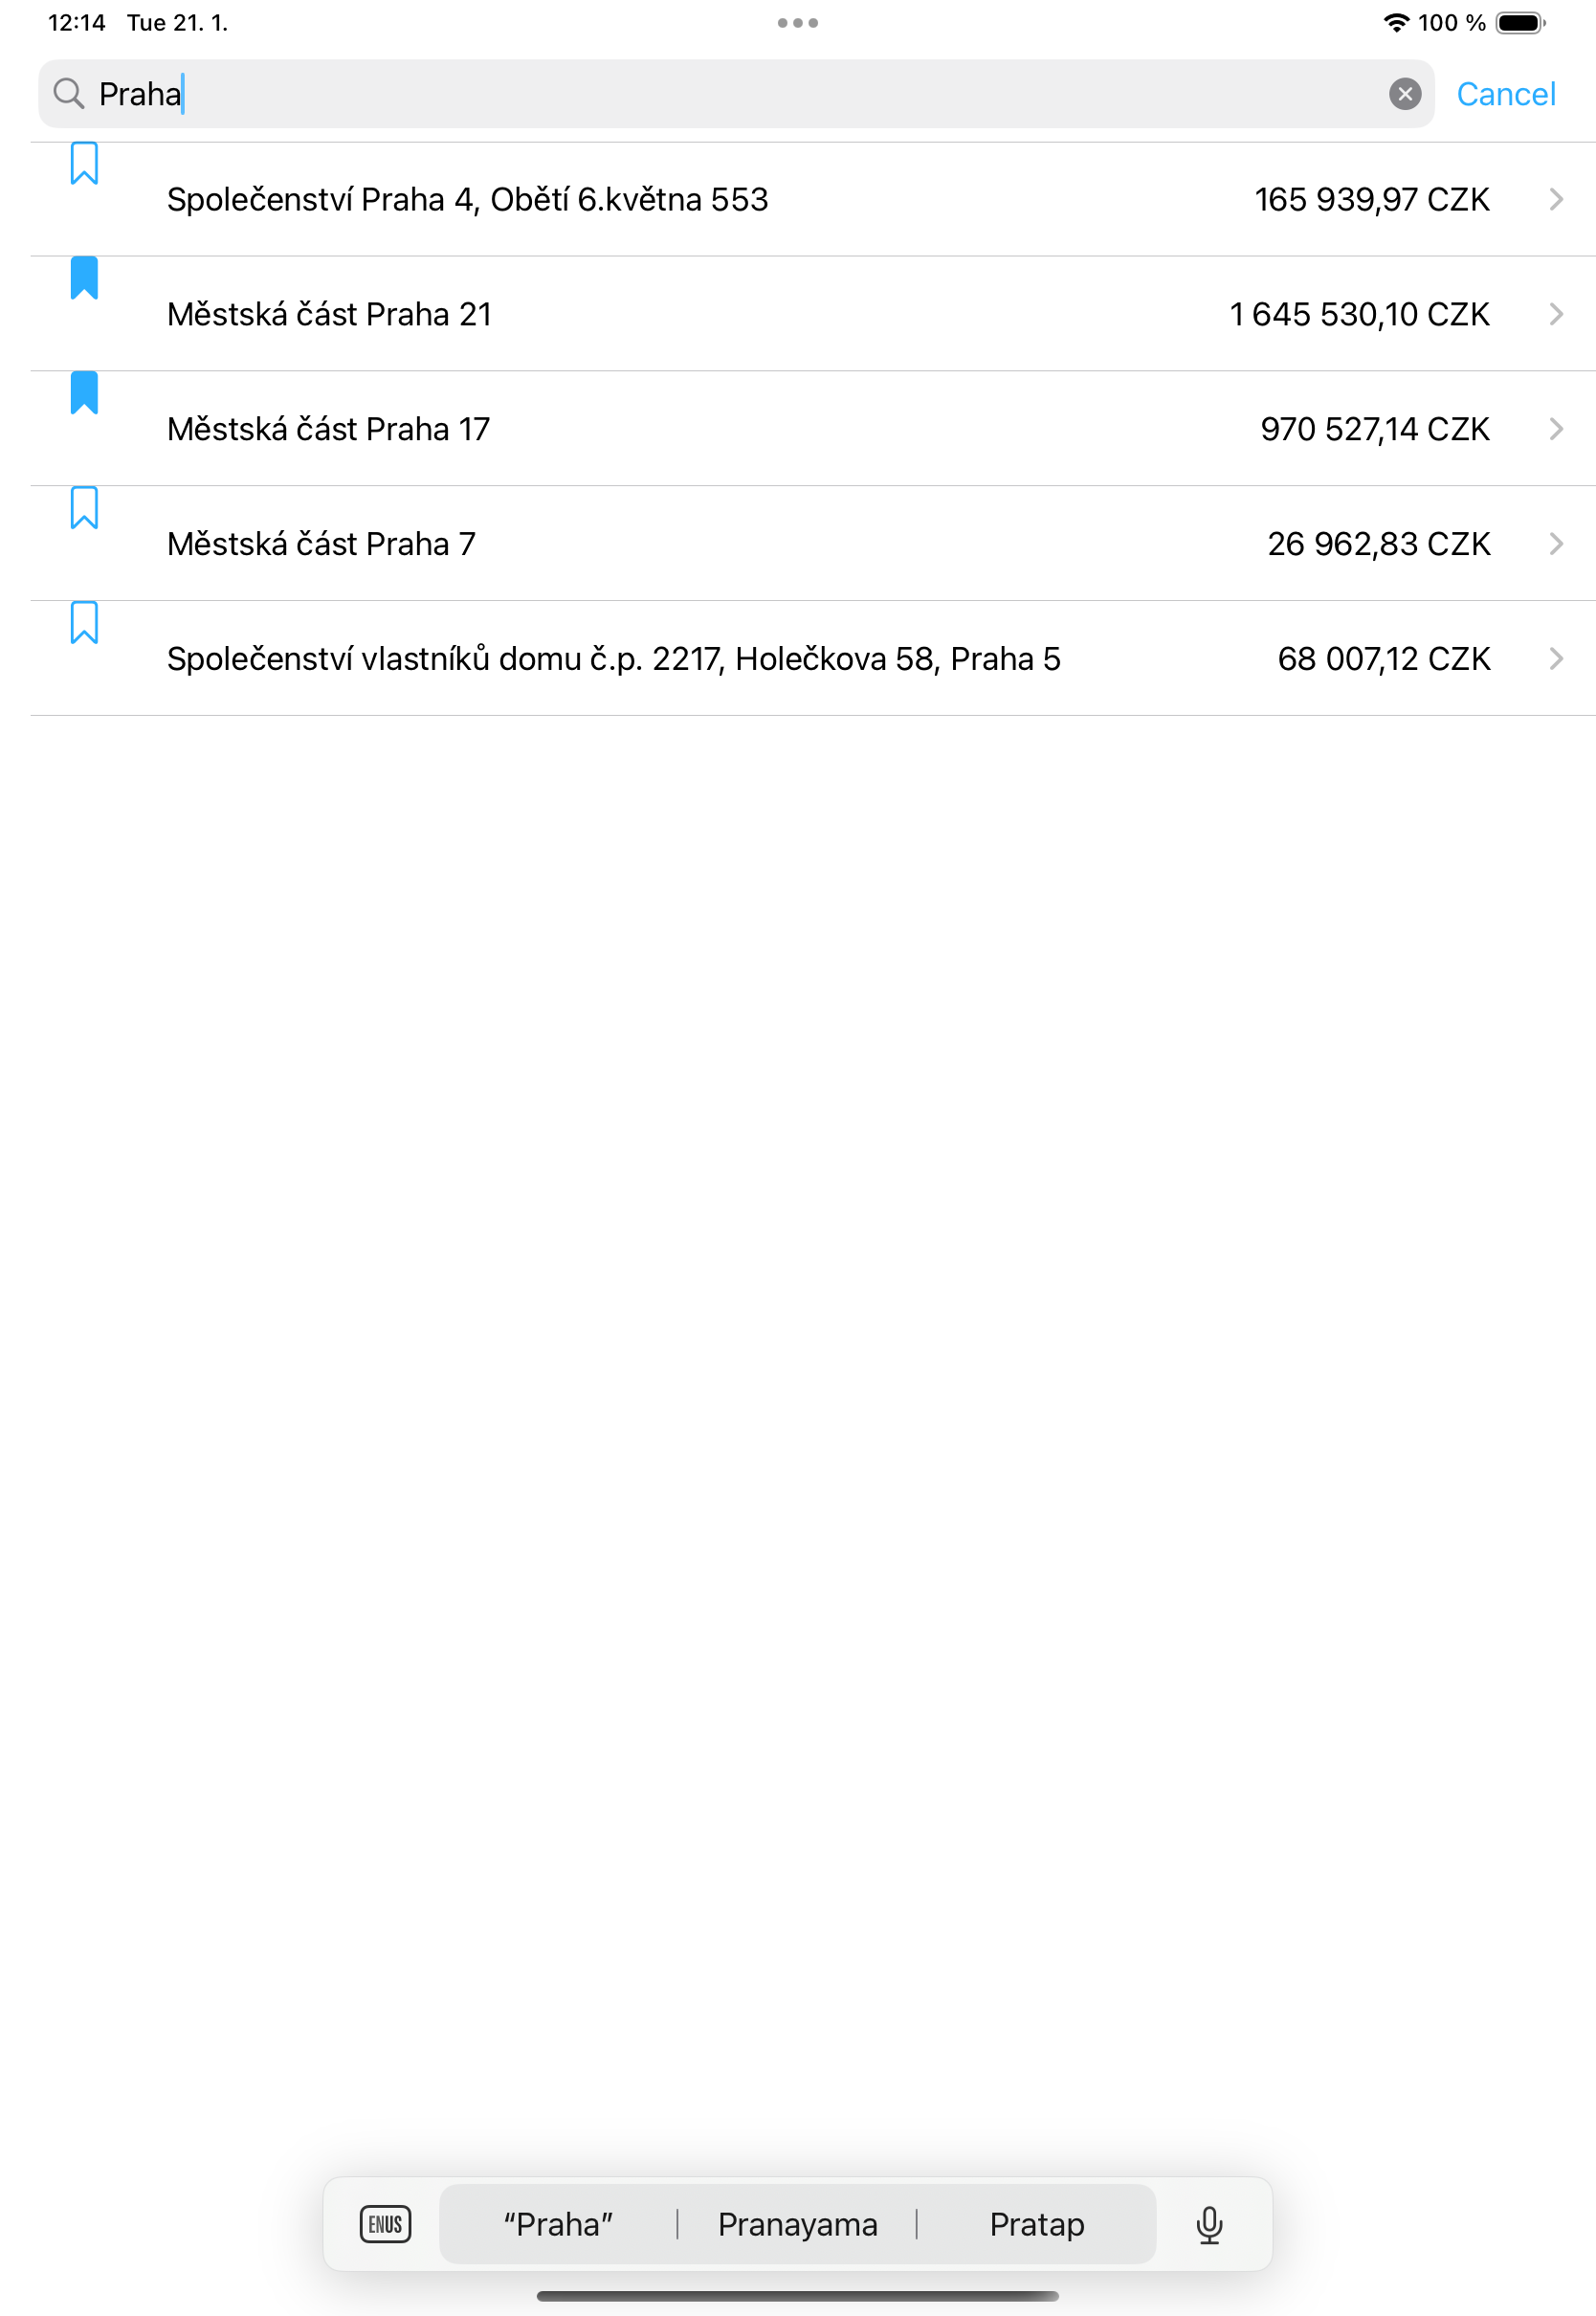 12:14 Tue 21. 1.
100 %
Praha
Cancel
Společenství Praha 4, Obětí 6.května 553 165 939,97 CZK
Městská část Praha 21 1 645 530,10 CZK
Městská část Praha 17 970 527,14 CZK
Městská část Praha 7 26 962,83 CZK
Společenství vlastníků domu č.p. 2217, Holečkova 58, Praha 5 68 007,12 CZK
ENUS “Praha” Pranayama Pratap